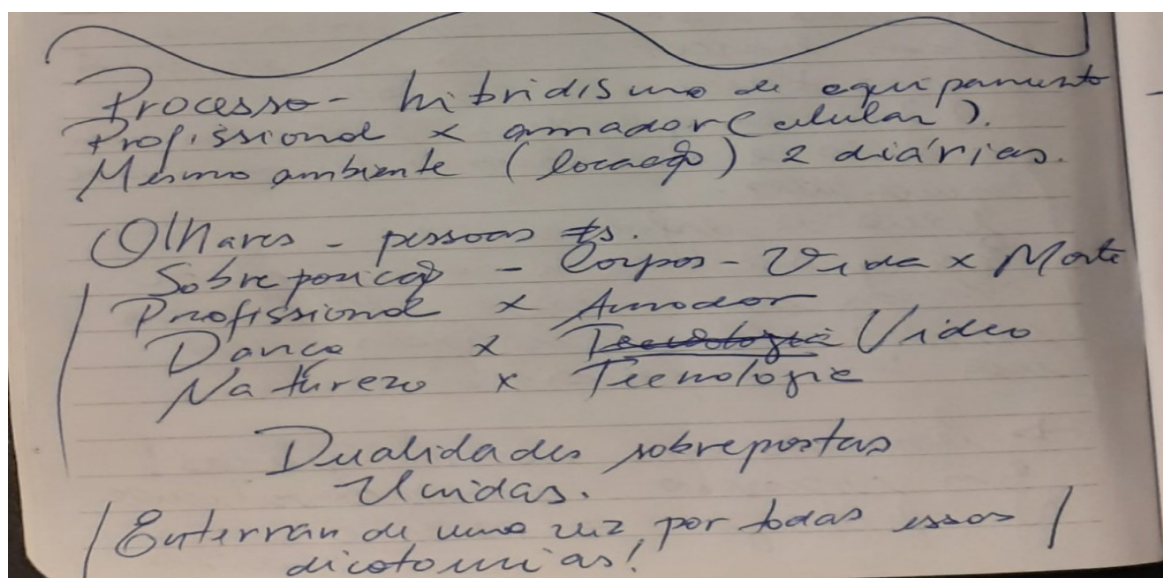 Processo - hibridismo de equipamento
Profissional x amador (celular).
Mesmo ambiente (locação) 2 diárias.
Olhares - pessoas ≠s.
Sobreposição - Corpos - Vida x Morte
Profissional x Amador
Dança x Tecnologia Vídeo
Natureza x Tecnologia
Dualidades sobrepostas
Unidas.
Enterrar de uma vez por todas essas
dicotomias!